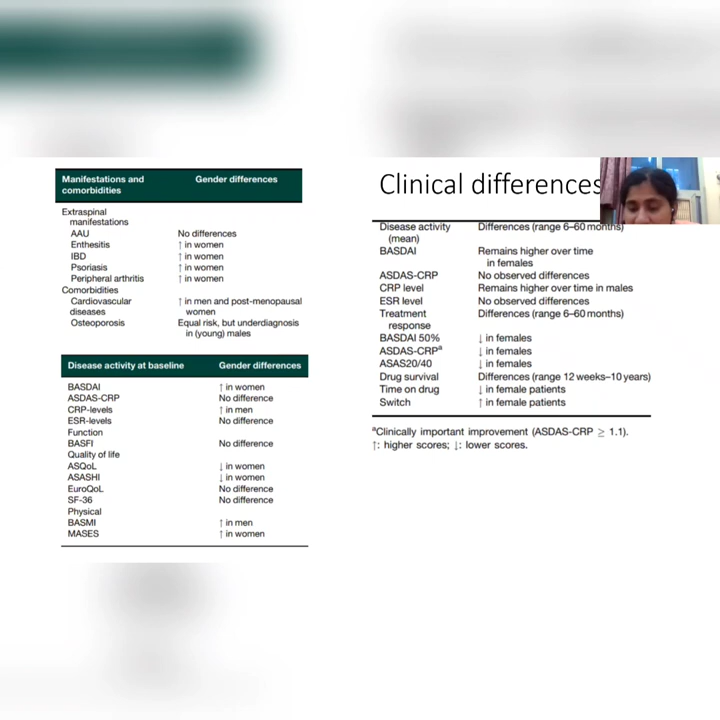 Manifestations and Gender differences
comorbidities
Extraspinal
manifestations
AAU No differences
Enthesitis ↑ in women
IBD ↑ in women
Psoriasis ↑ in women
Peripheral arthritis ↑ in women
Comorbidities
Cardiovascular ↑ in men and post-menopausal
diseases women
Osteoporosis Equal risk, but underdiagnosis
in (young) males
Disease activity at baseline Gender differences
BASDAI ↑ in women
ASDAS-CRP No difference
CRP-levels ↑ in men
ESR-levels No difference
Function
BASFI No difference
Quality of life
ASQoL ↓ in women
ASASHI ↓ in women
EuroQoL No difference
SF-36 No difference
Physical
BASMI ↑ in men
MASES ↑ in women
Clinical differences
Disease activity Differences (range 6–60 months)
(mean)
BASDAI Remains higher over time
in females
ASDAS-CRP No observed differences
CRP level Remains higher over time in males
ESR level No observed differences
Treatment Differences (range 6–60 months)
response
BASDAI 50% ↓ in females
ASDAS-CRPª ↓ in females
ASAS20/40 ↓ in females
Drug survival Differences (range 12 weeks–10 years)
Time on drug ↓ in female patients
Switch ↑ in female patients
ªClinically important improvement (ASDAS-CRP ≥ 1.1).
↑: higher scores; ↓: lower scores.